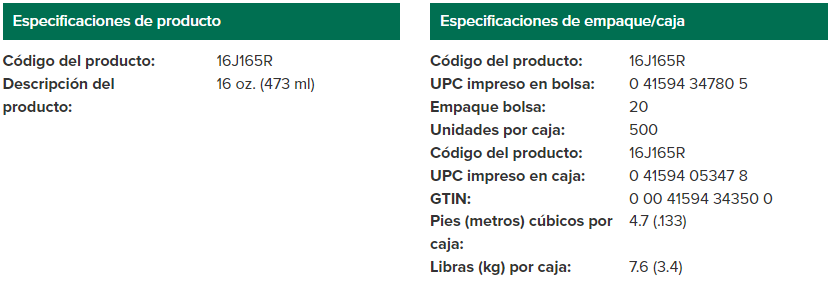 Especificaciones de producto
Código del producto: 16J165R
Descripción del 16 oz. (473 ml)
producto:
Especificaciones de empaque/caja
Código del producto: 16J165R
UPC impreso en bolsa: 0 41594 34780 5
Empaque bolsa: 20
Unidades por caja: 500
Código del producto: 16J165R
UPC impreso en caja: 0 41594 05347 8
GTIN: 0 00 41594 34350 0
Pies (metros) cúbicos por 4.7 (.133)
caja:
Libras (kg) por caja: 7.6 (3.4)